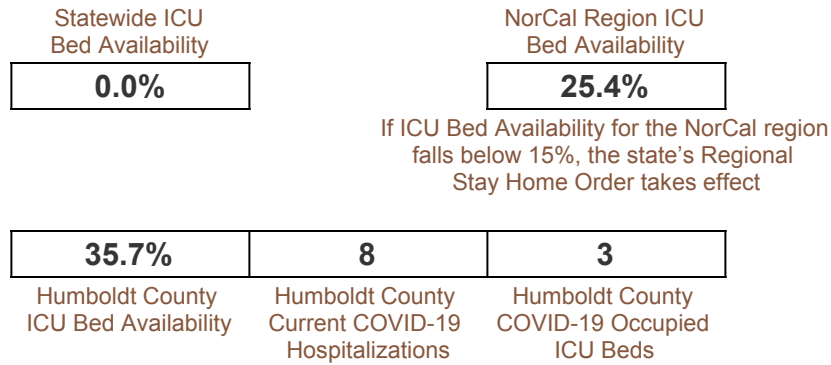 Statewide ICU
Bed Availability
0.0%
NorCal Region ICU
Bed Availability
25.4%
If ICU Bed Availability for the NorCal region
falls below 15%, the state's Regional
Stay Home Order takes effect
35.7%
Humboldt County
ICU Bed Availability
8
Humboldt County
Current COVID-19
Hospitalizations
3
Humboldt County
COVID-19 Occupied
ICU Beds